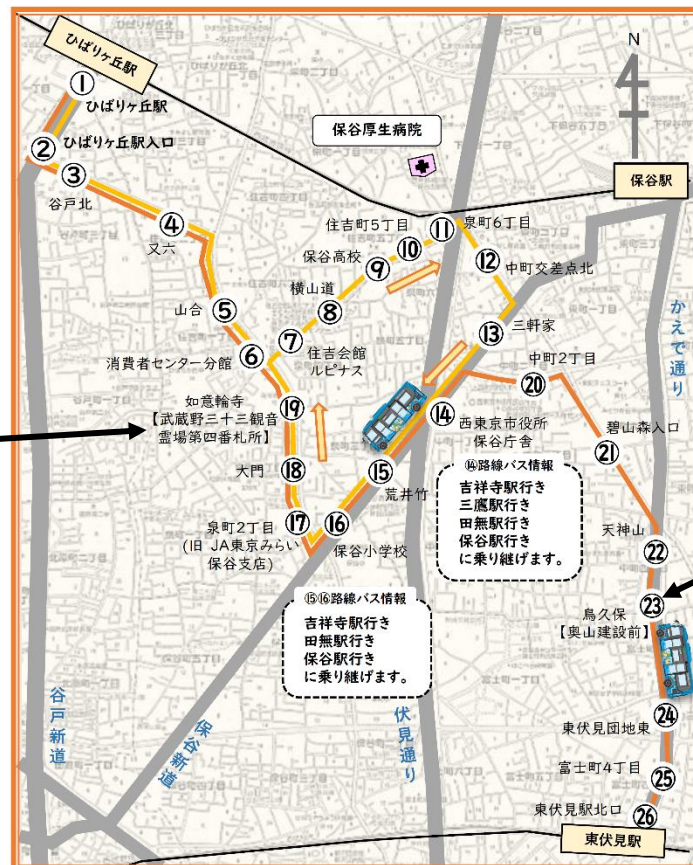 ひばりヶ丘駅
①
ひばりヶ丘駅
②
ひばりヶ丘駅入口
③
谷戸北
④
又六
⑤
山合
⑥
消費者センター分館
⑦
住吉会館
ルピナス
⑧
横山道
⑨
保谷高校
⑩
住吉町5丁目
⑪
泉町6丁目
⑫
中町交差点北
⑬
三軒家
⑭
西東京市役所
保谷庁舎
⑮
荒井竹
⑯
保谷小学校
⑰
泉町2丁目
(旧 JA東京みらい
保谷支店)
⑱
大門
⑲
如意輪寺
【武蔵野三十三観音
霊場第四番札所】
⑳
中町2丁目
㉑
碧山森入口
㉒
天神山
㉓
鳥久保
【奥山建設前】
㉔
東伏見団地東
㉕
富士町4丁目
㉖
東伏見駅北口
東伏見駅
保谷厚生病院
N
保谷駅
かえで通り
谷戸新道
保谷新道
伏見通り
⑭路線バス情報
吉祥寺駅行き
三鷹駅行き
田無駅行き
保谷駅行き
に乗り継げます。
⑮⑯路線バス情報
吉祥寺駅行き
田無駅行き
保谷駅行き
に乗り継げます。